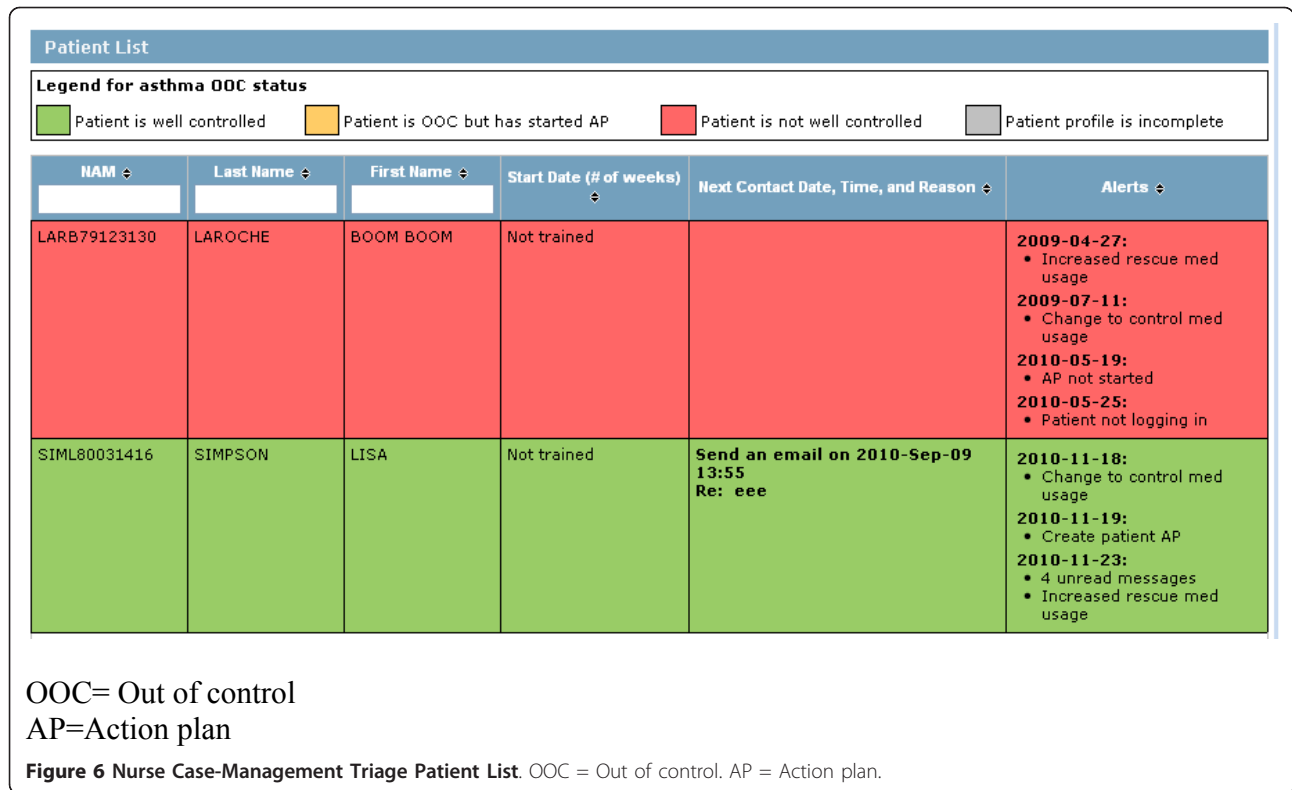 Patient List
Legend for asthma OOC status
Patient is well controlled
Patient is OOC but has started AP
Patient is not well controlled
Patient profile is incomplete
NAM
Last Name
First Name
Start Date (# of weeks)
Next Contact Date, Time, and Reason
Alerts
LARB79123130
LAROCHE
BOOM BOOM
Not trained
2009-04-27:
• Increased rescue med
usage
2009-07-11:
• Change to control med
usage
2010-05-19:
• AP not started
2010-05-25:
• Patient not logging in
SIML80031416
SIMPSON
LISA
Not trained
Send an email on 2010-Sep-09
13:55
Re: eee
2010-11-18:
• Change to control med
usage
2010-11-19:
• Create patient AP
2010-11-23:
• 4 unread messages
• Increased rescue med
usage
OOC= Out of control
AP=Action plan
Figure 6 Nurse Case-Management Triage Patient List. OOC = Out of control. AP = Action plan.